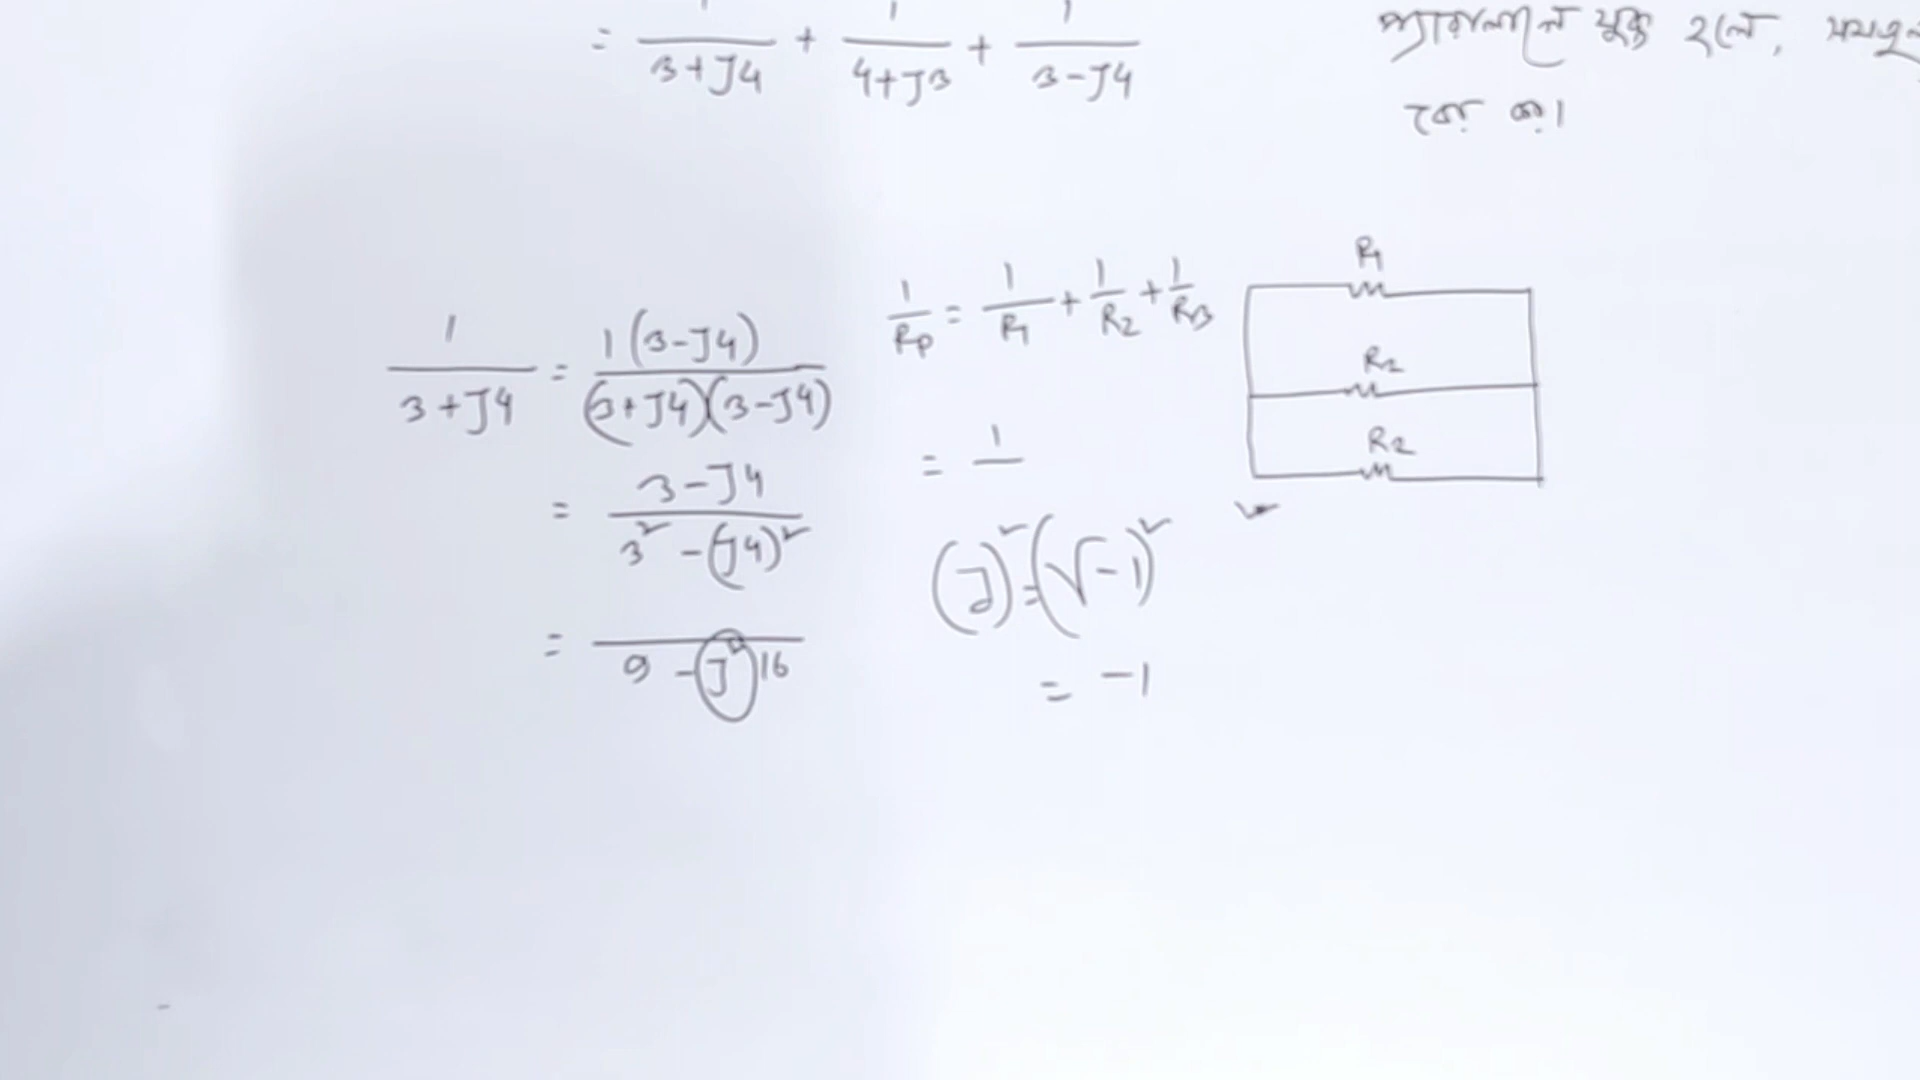 = 1/(3+J4) + 1/(4+J3) + 1/(3-J4)
প্যারালালে যুক্ত হলে,
1/Rp = 1/R1 + 1/R2 + 1/R3
= 1/
(J)² = (√-1)²
= -1
R1
R2
R2
1/(3+J4) = 1(3-J4)/(3+J4)(3-J4)
= (3-J4)/(3² - (J4)²)
= /(9 - J² 16)